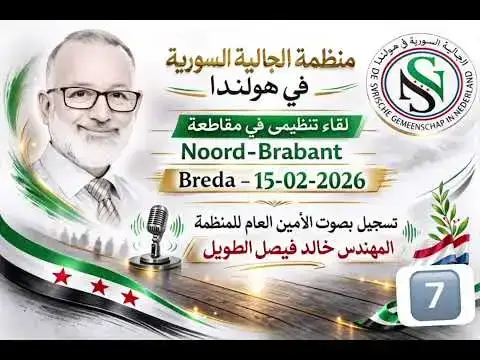 منظمة الجالية السورية
في هولندا
لقاء تنظيمي في مقاطعة
Noord-Brabant
Breda – 15-02-2026
تسجيل بصوت الأمين العام للمنظمة
المهندس خالد فيصل الطويل
الجالية السورية في هولندا
DE SYRISCHE GEMEENSCHAP IN NEDERLAND
NS
7